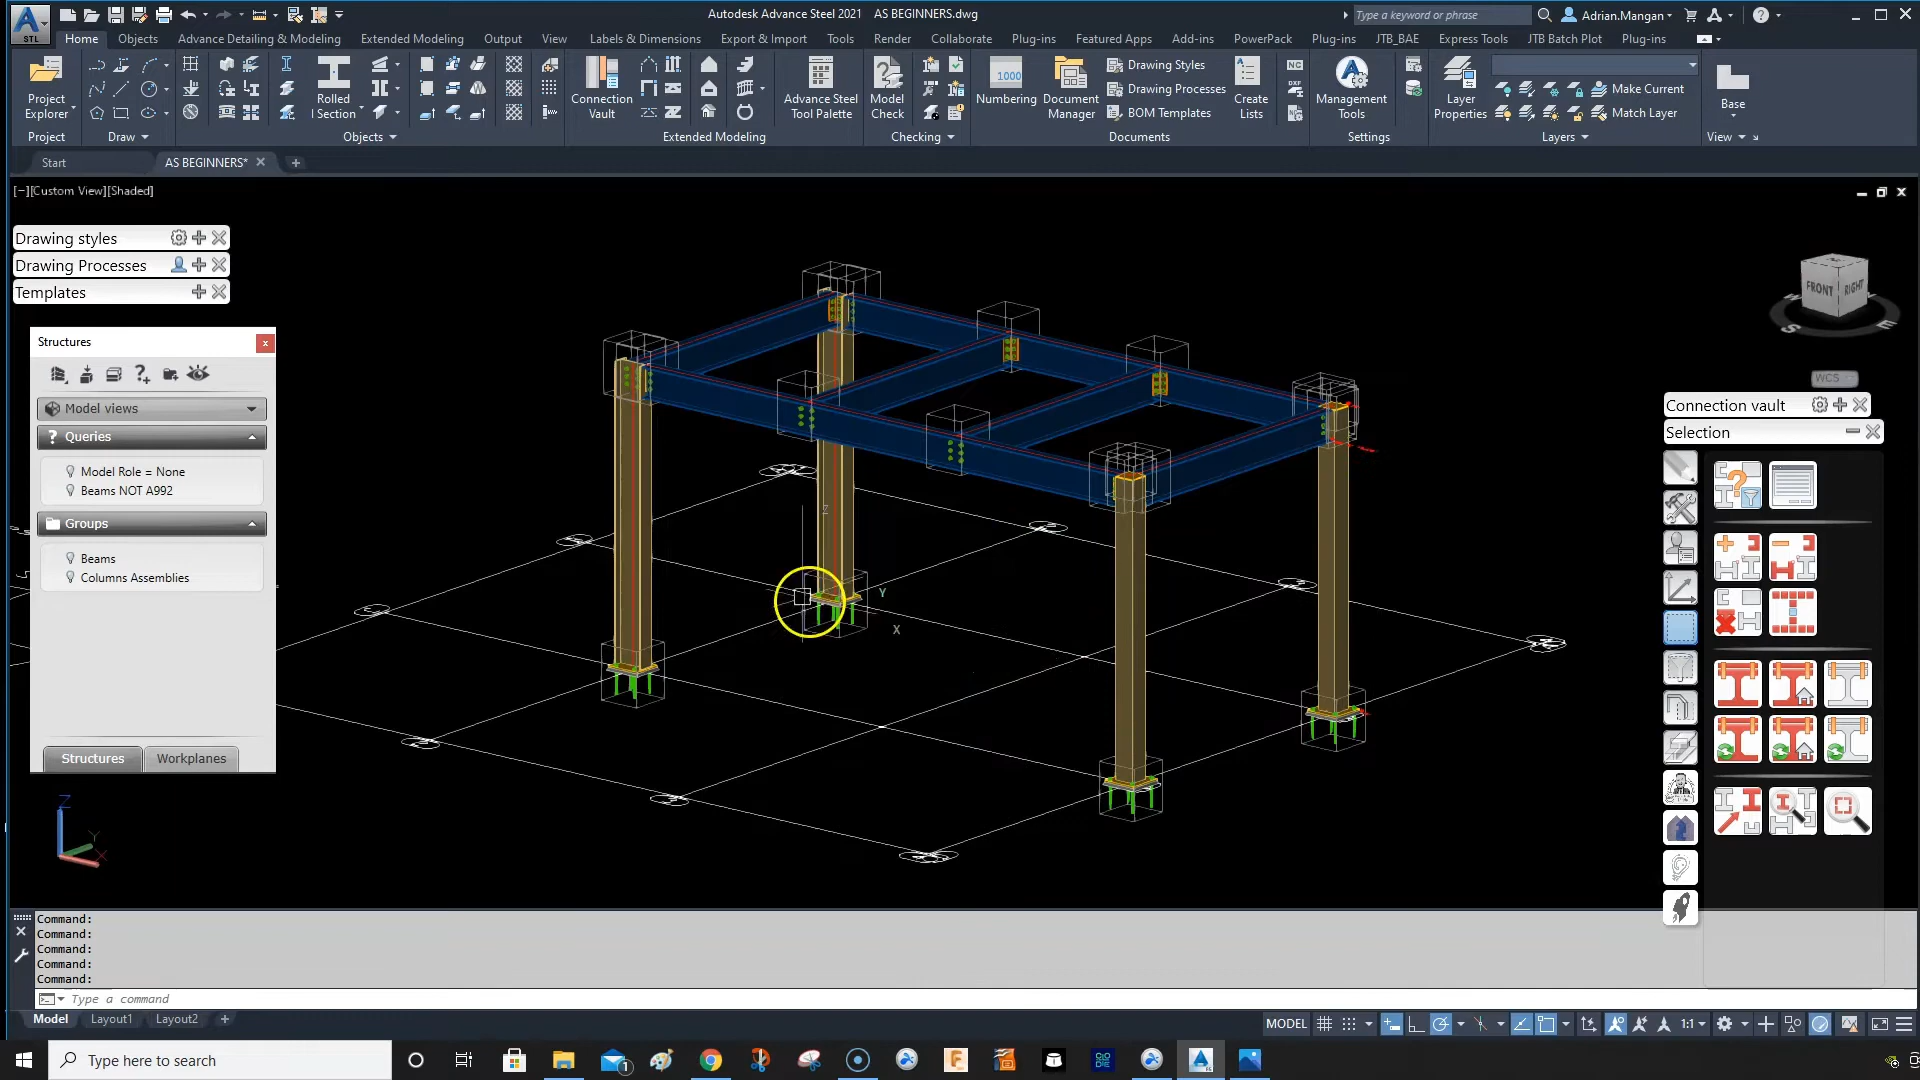 Autodesk Advance Steel 2021 AS BEGINNERS.dwg
Type a keyword or phrase
Adrian.Mangan
STL
Home Objects Advance Detailing & Modeling Extended Modeling Output View Labels & Dimensions Export & Import Tools Render Collaborate Plug-ins Featured Apps Add-ins PowerPack Plug-ins JTB_BAE Express Tools JTB Batch Plot Plug-ins
Project
Explorer
Rolled
I Section
Connection
Vault
Advance Steel
Tool Palette
Model
Check
1000
Numbering
Document
Manager
Drawing Styles
Drawing Processes
BOM Templates
Create
Lists
NC
DXF
Management
Tools
Layer
Properties
Make Current
Match Layer
Base
Project Draw Objects Extended Modeling Checking Documents Settings Layers View
Start AS BEGINNERS*
[−][Custom View][Shaded]
Drawing styles
Drawing Processes
Templates
Structures
Model views
? Queries
Model Role = None
Beams NOT A992
Groups
Beams
Columns Assemblies
Structures Workplanes
Z
Y
X
Z
Y
X
FRONT RIGHT
S E
WCS
Connection vault
Selection
Command:
Command:
Command:
Command:
Command:
Type a command
Model Layout1 Layout2
MODEL 1:1
Type here to search
1